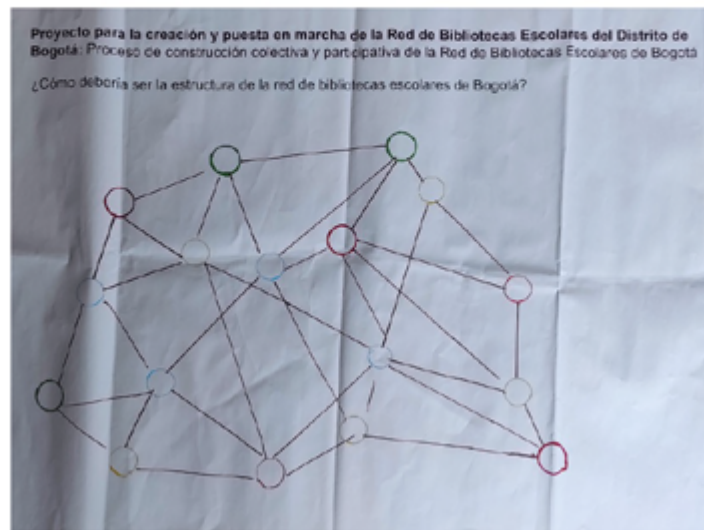 Proyecto para la creación y puesta en marcha de la Red de Bibliotecas Escolares del Distrito de
Bogotá: Proceso de construcción colectiva y participativa de la Red de Bibliotecas Escolares de Bogotá
¿Cómo debería ser la estructura de la red de bibliotecas escolares de Bogotá?